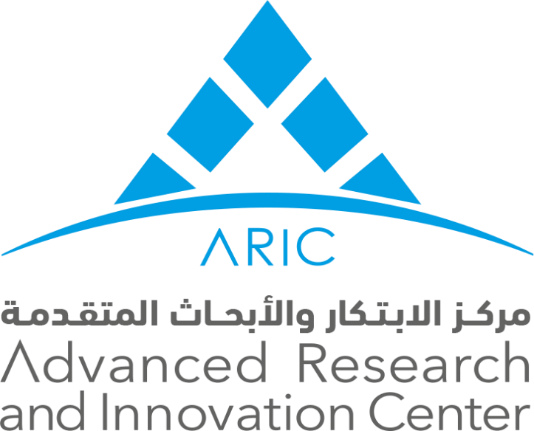 ARIC
مركز الابتكار والأبحاث المتقدمة
Advanced Research
and Innovation Center